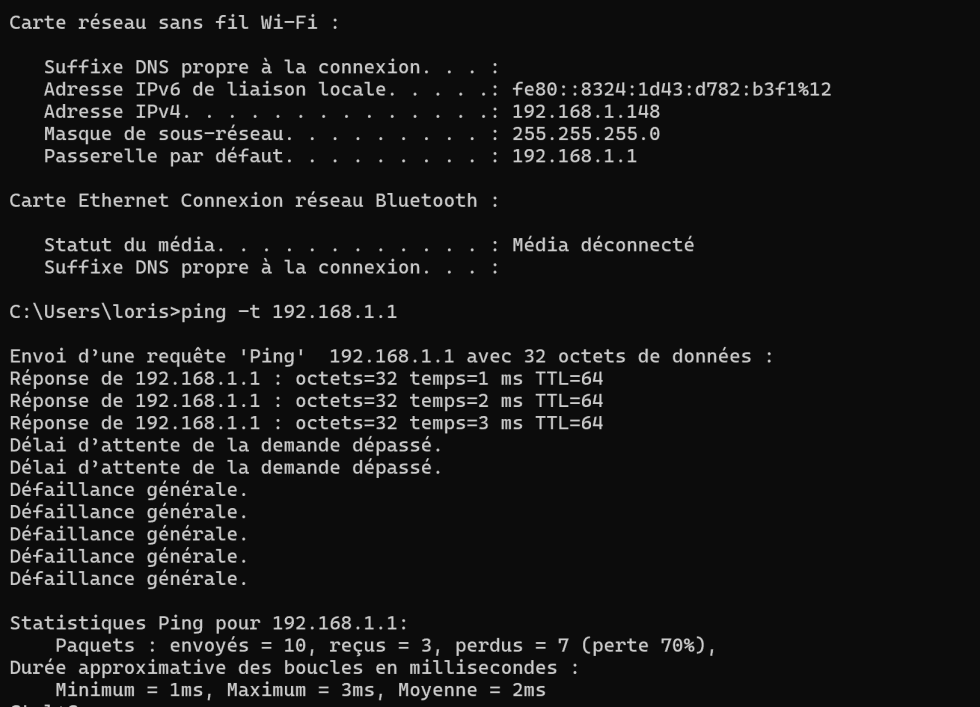 Carte réseau sans fil Wi-Fi :
Suffixe DNS propre à la connexion. . . :
Adresse IPv6 de liaison locale. . . . .: fe80::8324:1d43:d782:b3f1%12
Adresse IPv4. . . . . . . . . . . . . .: 192.168.1.148
Masque de sous-réseau. . . . . . . . . : 255.255.255.0
Passerelle par défaut. . . . . . . . . : 192.168.1.1
Carte Ethernet Connexion réseau Bluetooth :
Statut du média. . . . . . . . . . . . : Média déconnecté
Suffixe DNS propre à la connexion. . . :
C:\Users\loris>ping -t 192.168.1.1
Envoi d’une requête 'Ping'  192.168.1.1 avec 32 octets de données :
Réponse de 192.168.1.1 : octets=32 temps=1 ms TTL=64
Réponse de 192.168.1.1 : octets=32 temps=2 ms TTL=64
Réponse de 192.168.1.1 : octets=32 temps=3 ms TTL=64
Délai d’attente de la demande dépassé.
Délai d’attente de la demande dépassé.
Défaillance générale.
Défaillance générale.
Défaillance générale.
Défaillance générale.
Défaillance générale.
Statistiques Ping pour 192.168.1.1:
Paquets : envoyés = 10, reçus = 3, perdus = 7 (perte 70%),
Durée approximative des boucles en millisecondes :
Minimum = 1ms, Maximum = 3ms, Moyenne = 2ms